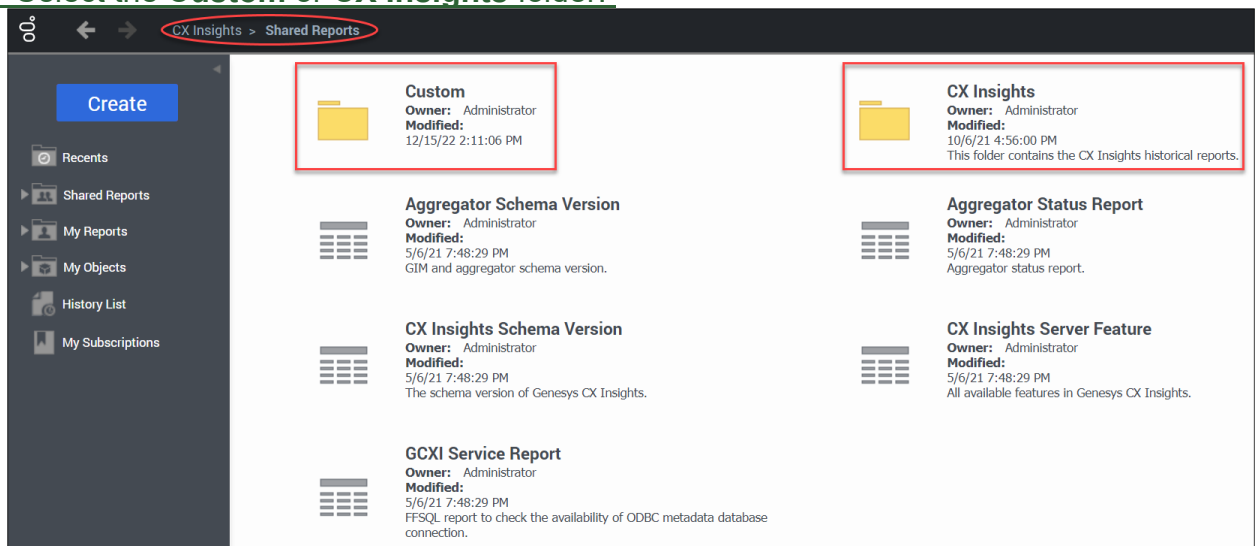 Select the Custom or CX Insights folder.
CX Insights > Shared Reports
Create
Recents
Shared Reports
My Reports
My Objects
History List
My Subscriptions
Custom
Owner: Administrator
Modified:
12/15/22 2:11:06 PM
CX Insights
Owner: Administrator
Modified:
10/6/21 4:56:00 PM
This folder contains the CX Insights historical reports.
Aggregator Schema Version
Owner: Administrator
Modified:
5/6/21 7:48:29 PM
GIM and aggregator schema version.
Aggregator Status Report
Owner: Administrator
Modified:
5/6/21 7:48:29 PM
Aggregator status report.
CX Insights Schema Version
Owner: Administrator
Modified:
5/6/21 7:48:29 PM
The schema version of Genesys CX Insights.
CX Insights Server Feature
Owner: Administrator
Modified:
5/6/21 7:48:29 PM
All available features in Genesys CX Insights.
GCXI Service Report
Owner: Administrator
Modified:
5/6/21 7:48:29 PM
FFSQL report to check the availability of ODBC metadata database
connection.